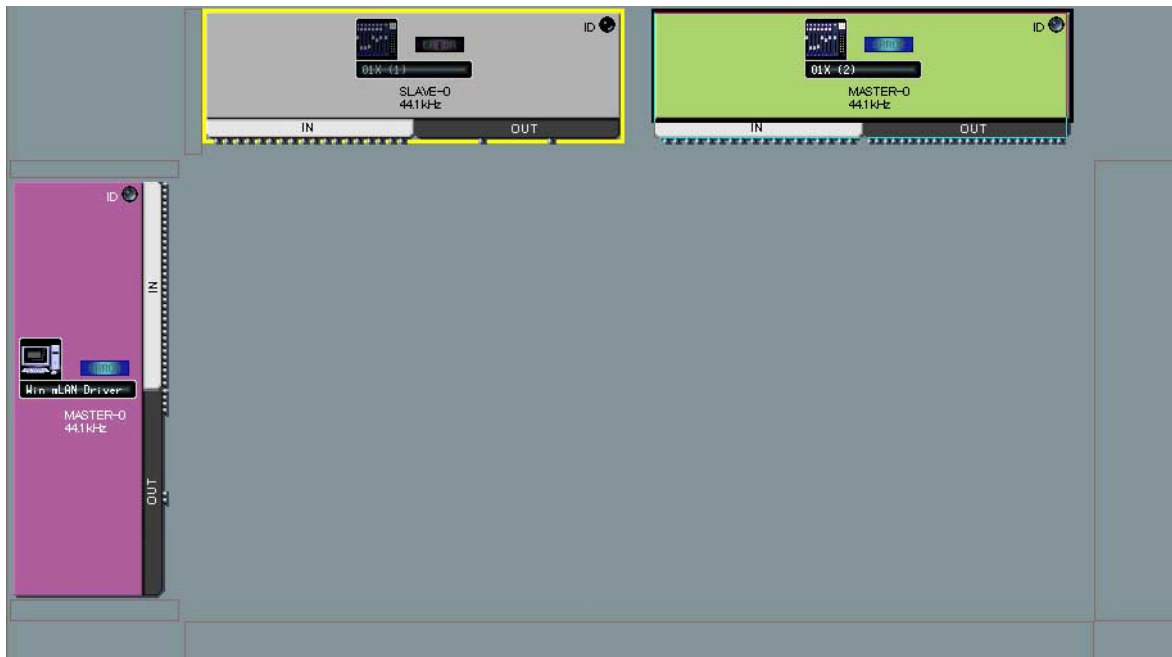 ID
ERROR
01X (1)
SLAVE-0
44.1kHz
IN OUT
ID
01X (2)
MASTER-0
44.1kHz
IN OUT
ID
IN
Win mLAN Driver
MASTER-0
44.1kHz
OUT